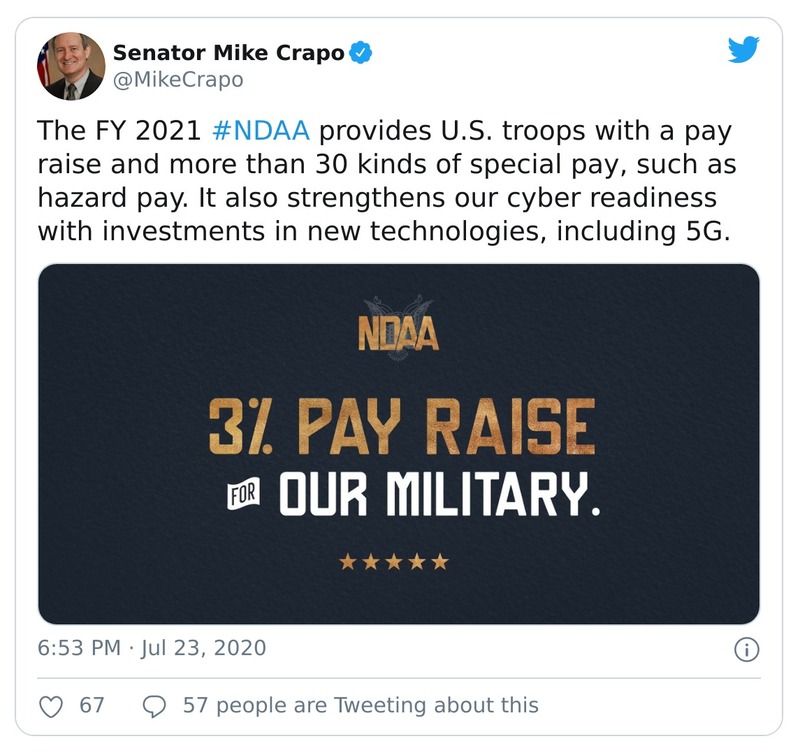 Senator Mike Crapo
@MikeCrapo
The FY 2021 #NDAA provides U.S. troops with a pay
raise and more than 30 kinds of special pay, such as
hazard pay. It also strengthens our cyber readiness
with investments in new technologies, including 5G.
NDAA
3% PAY RAISE
FOR OUR MILITARY.
6:53 PM · Jul 23, 2020
67 57 people are Tweeting about this